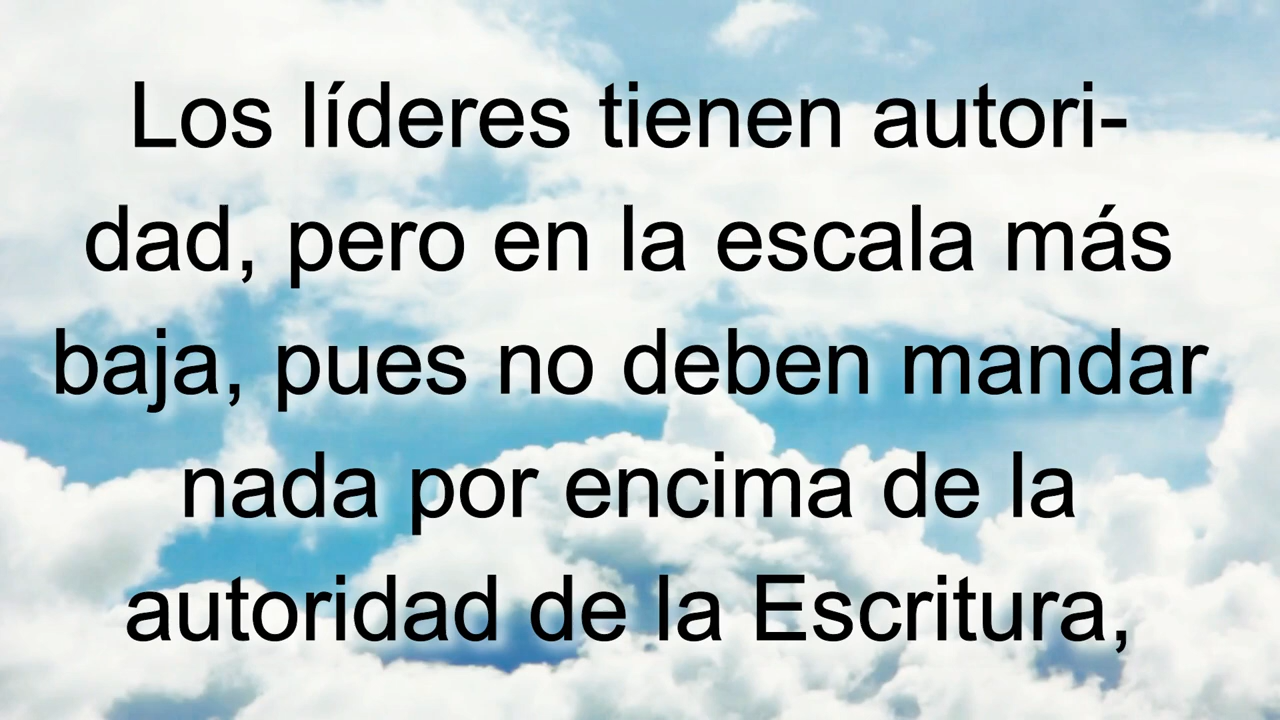 Los líderes tienen autori-
dad, pero en la escala más
baja, pues no deben mandar
nada por encima de la
autoridad de la Escritura,